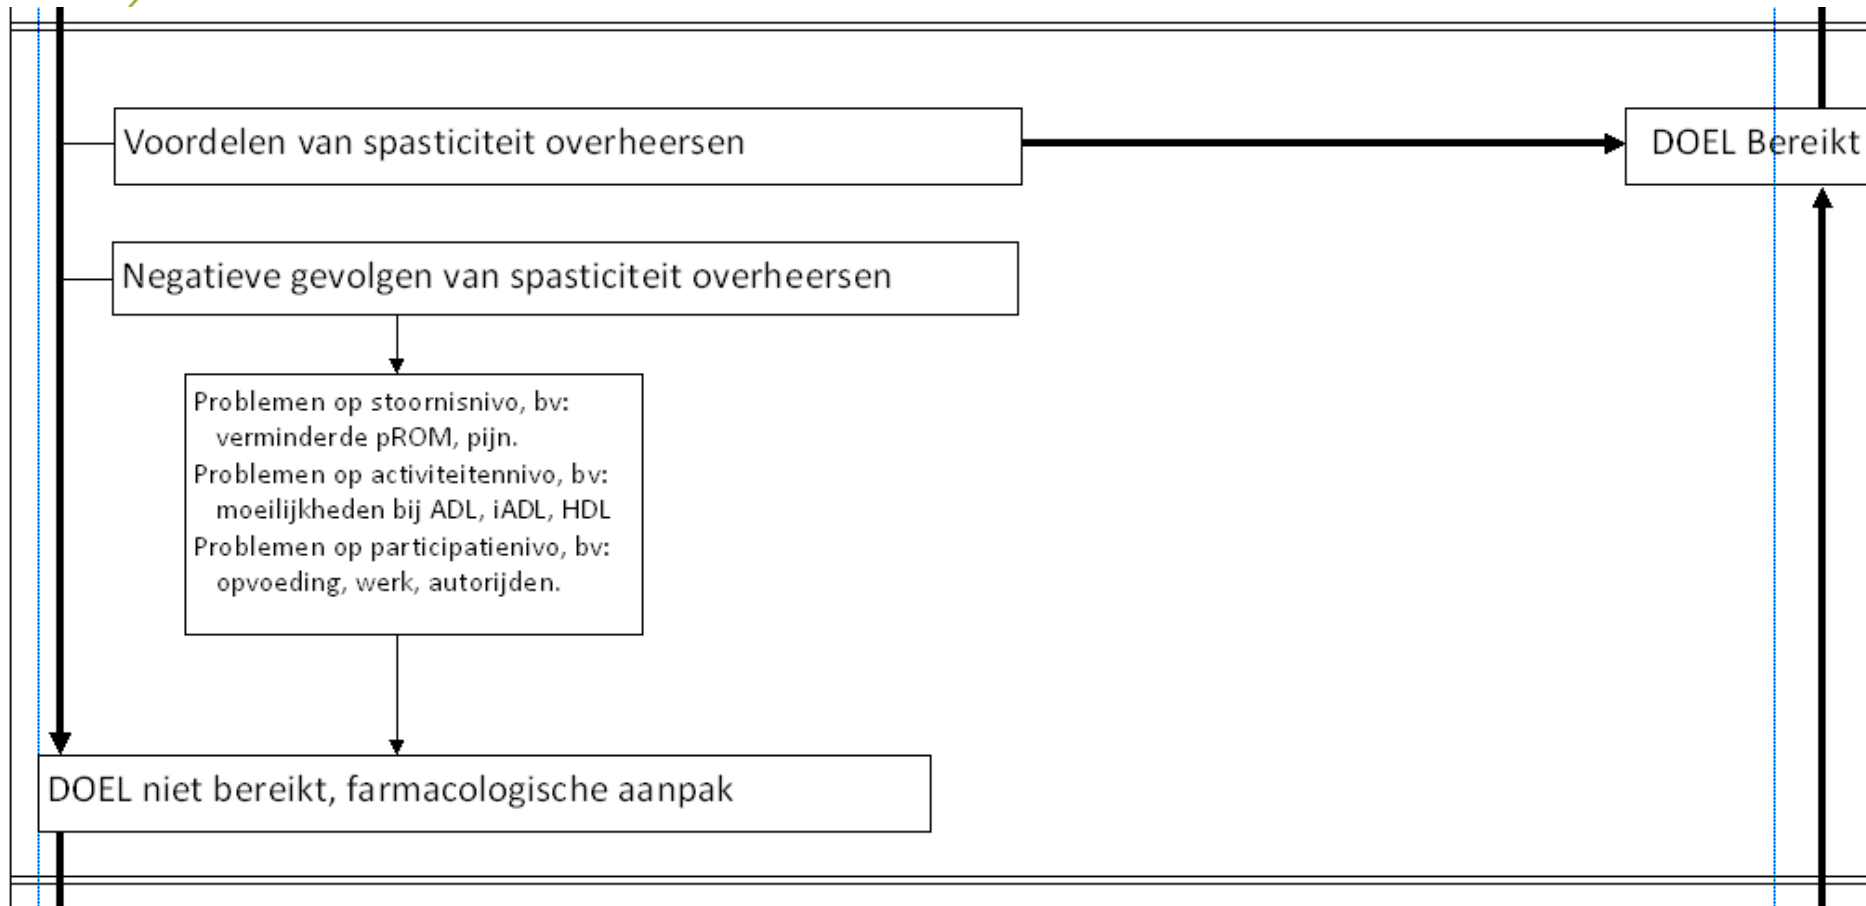 Voordelen van spasticiteit overheersen
DOEL Bereikt
Negatieve gevolgen van spasticiteit overheersen
Problemen op stoornisnivo, bv:
verminderde pROM, pijn.
Problemen op activiteitennivo, bv:
moeilijkheden bij ADL, iADL, HDL
Problemen op participatienivo, bv:
opvoeding, werk, autorijden.
DOEL niet bereikt, farmacologische aanpak